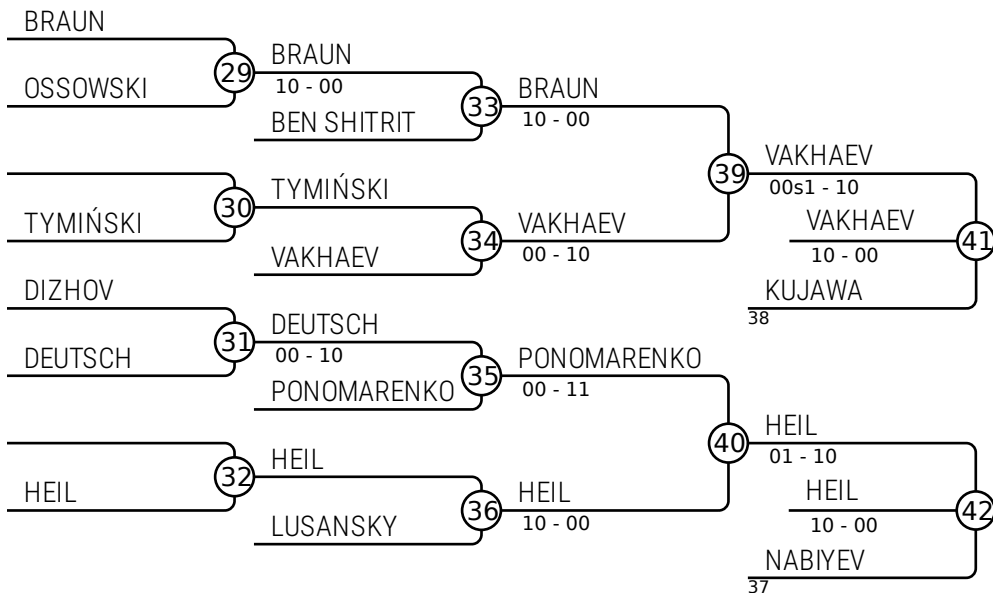 BRAUN
OSSOWSKI
29
BRAUN
10 - 00
BEN SHITRIT
33
BRAUN
10 - 00
TYMIŃSKI
30
TYMIŃSKI
VAKHAEV
34
VAKHAEV
00 - 10
39
VAKHAEV
00s1 - 10
VAKHAEV
10 - 00
41
KUJAWA
38
DIZHOV
DEUTSCH
31
DEUTSCH
00 - 10
PONOMARENKO
35
PONOMARENKO
00 - 11
HEIL
32
HEIL
LUSANSKY
36
HEIL
10 - 00
40
HEIL
01 - 10
HEIL
10 - 00
42
NABIYEV
37